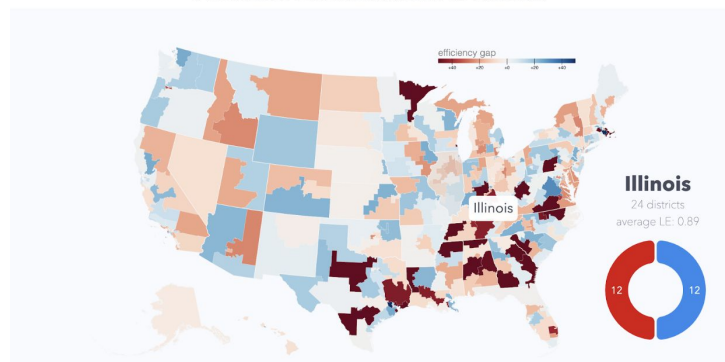 efficiency gap
+40 +20 +0 +20 +40
Illinois
Illinois
24 districts
average LE: 0.89
12
12